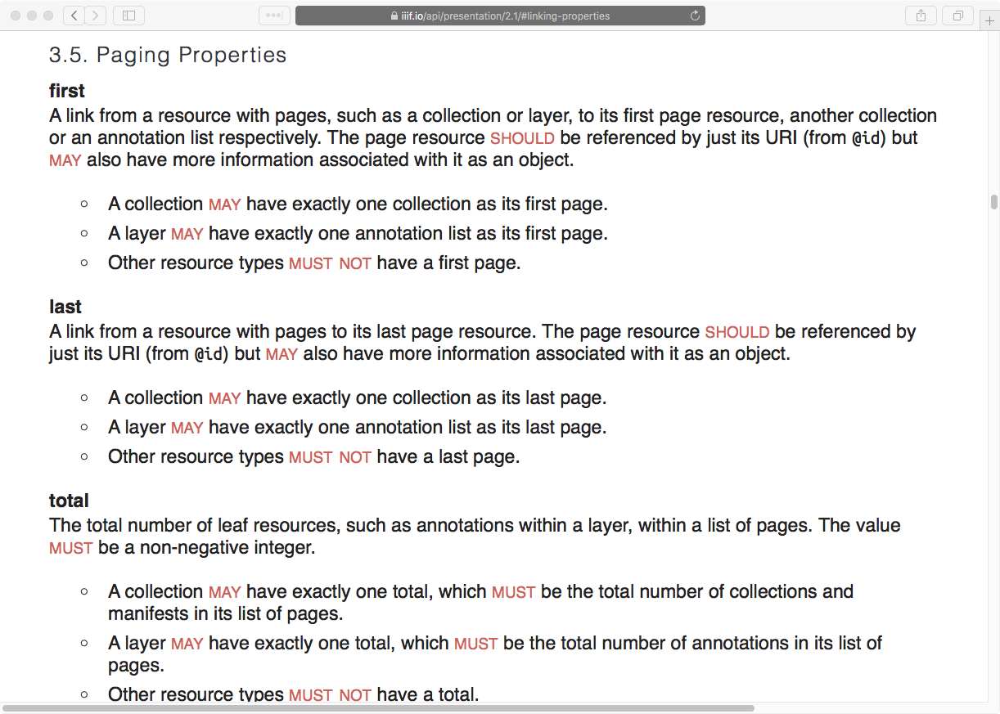 iiif.io/api/presentation/2.1/#linking-properties
3.5. Paging Properties
first
A link from a resource with pages, such as a collection or layer, to its first page resource, another collection
or an annotation list respectively. The page resource SHOULD be referenced by just its URI (from @id) but
MAY also have more information associated with it as an object.
A collection MAY have exactly one collection as its first page.
A layer MAY have exactly one annotation list as its first page.
Other resource types MUST NOT have a first page.
last
A link from a resource with pages to its last page resource. The page resource SHOULD be referenced by
just its URI (from @id) but MAY also have more information associated with it as an object.
A collection MAY have exactly one collection as its last page.
A layer MAY have exactly one annotation list as its last page.
Other resource types MUST NOT have a last page.
total
The total number of leaf resources, such as annotations within a layer, within a list of pages. The value
MUST be a non-negative integer.
A collection MAY have exactly one total, which MUST be the total number of collections and
manifests in its list of pages.
A layer MAY have exactly one total, which MUST be the total number of annotations in its list of
pages.
Other resource types MUST NOT have a total.